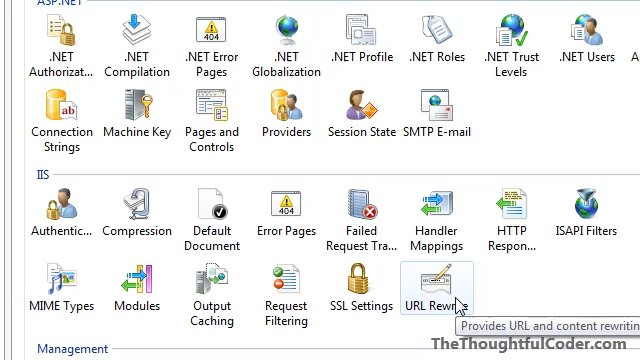 ASP.NET
.NET Authorizat... .NET Compilation .NET Error Pages .NET Globalization .NET Profile .NET Roles .NET Trust Levels .NET Users
Connection Strings Machine Key Pages and Controls Providers Session State SMTP E-mail
IIS
Authentic... Compression Default Document Error Pages Failed Request Tra... Handler Mappings HTTP Respon... ISAPI Filters
MIME Types Modules Output Caching Request Filtering SSL Settings URL Rewrite
Provides URL and content rewritin
Management
TheThoughtfulCoder.com